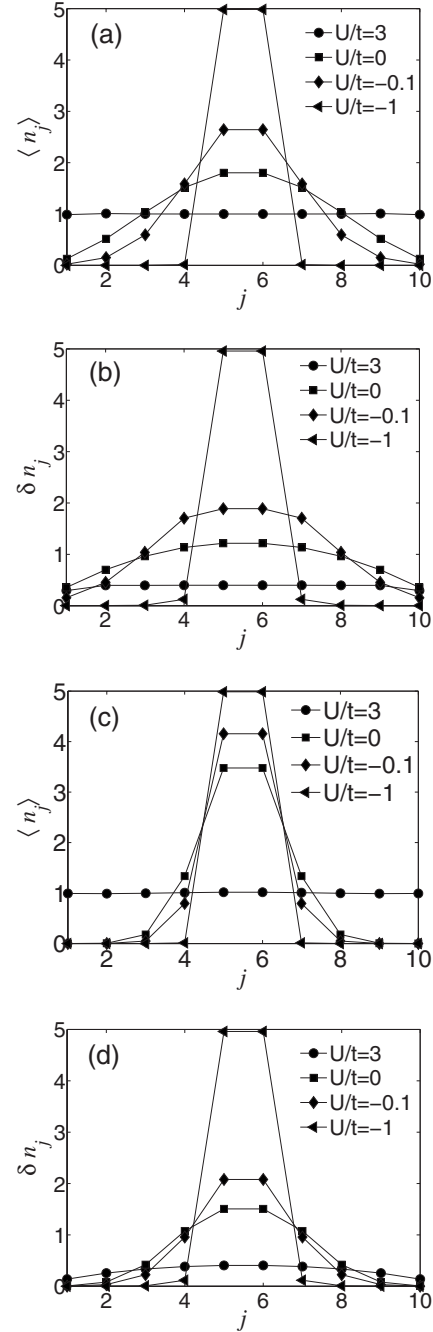 5
4
3
2
1
0
⟨ n_j⟩
(a)
U/t=3
U/t=0
U/t=−0.1
U/t=−1
2 4 6 8 10
j
5
4
3
2
1
0
δ n_j
(b)
U/t=3
U/t=0
U/t=−0.1
U/t=−1
2 4 6 8 10
j
5
4
3
2
1
0
⟨ n_j⟩
(c)
U/t=3
U/t=0
U/t=−0.1
U/t=−1
2 4 6 8 10
j
5
4
3
2
1
0
δ n_j
(d)
U/t=3
U/t=0
U/t=−0.1
U/t=−1
2 4 6 8 10
j